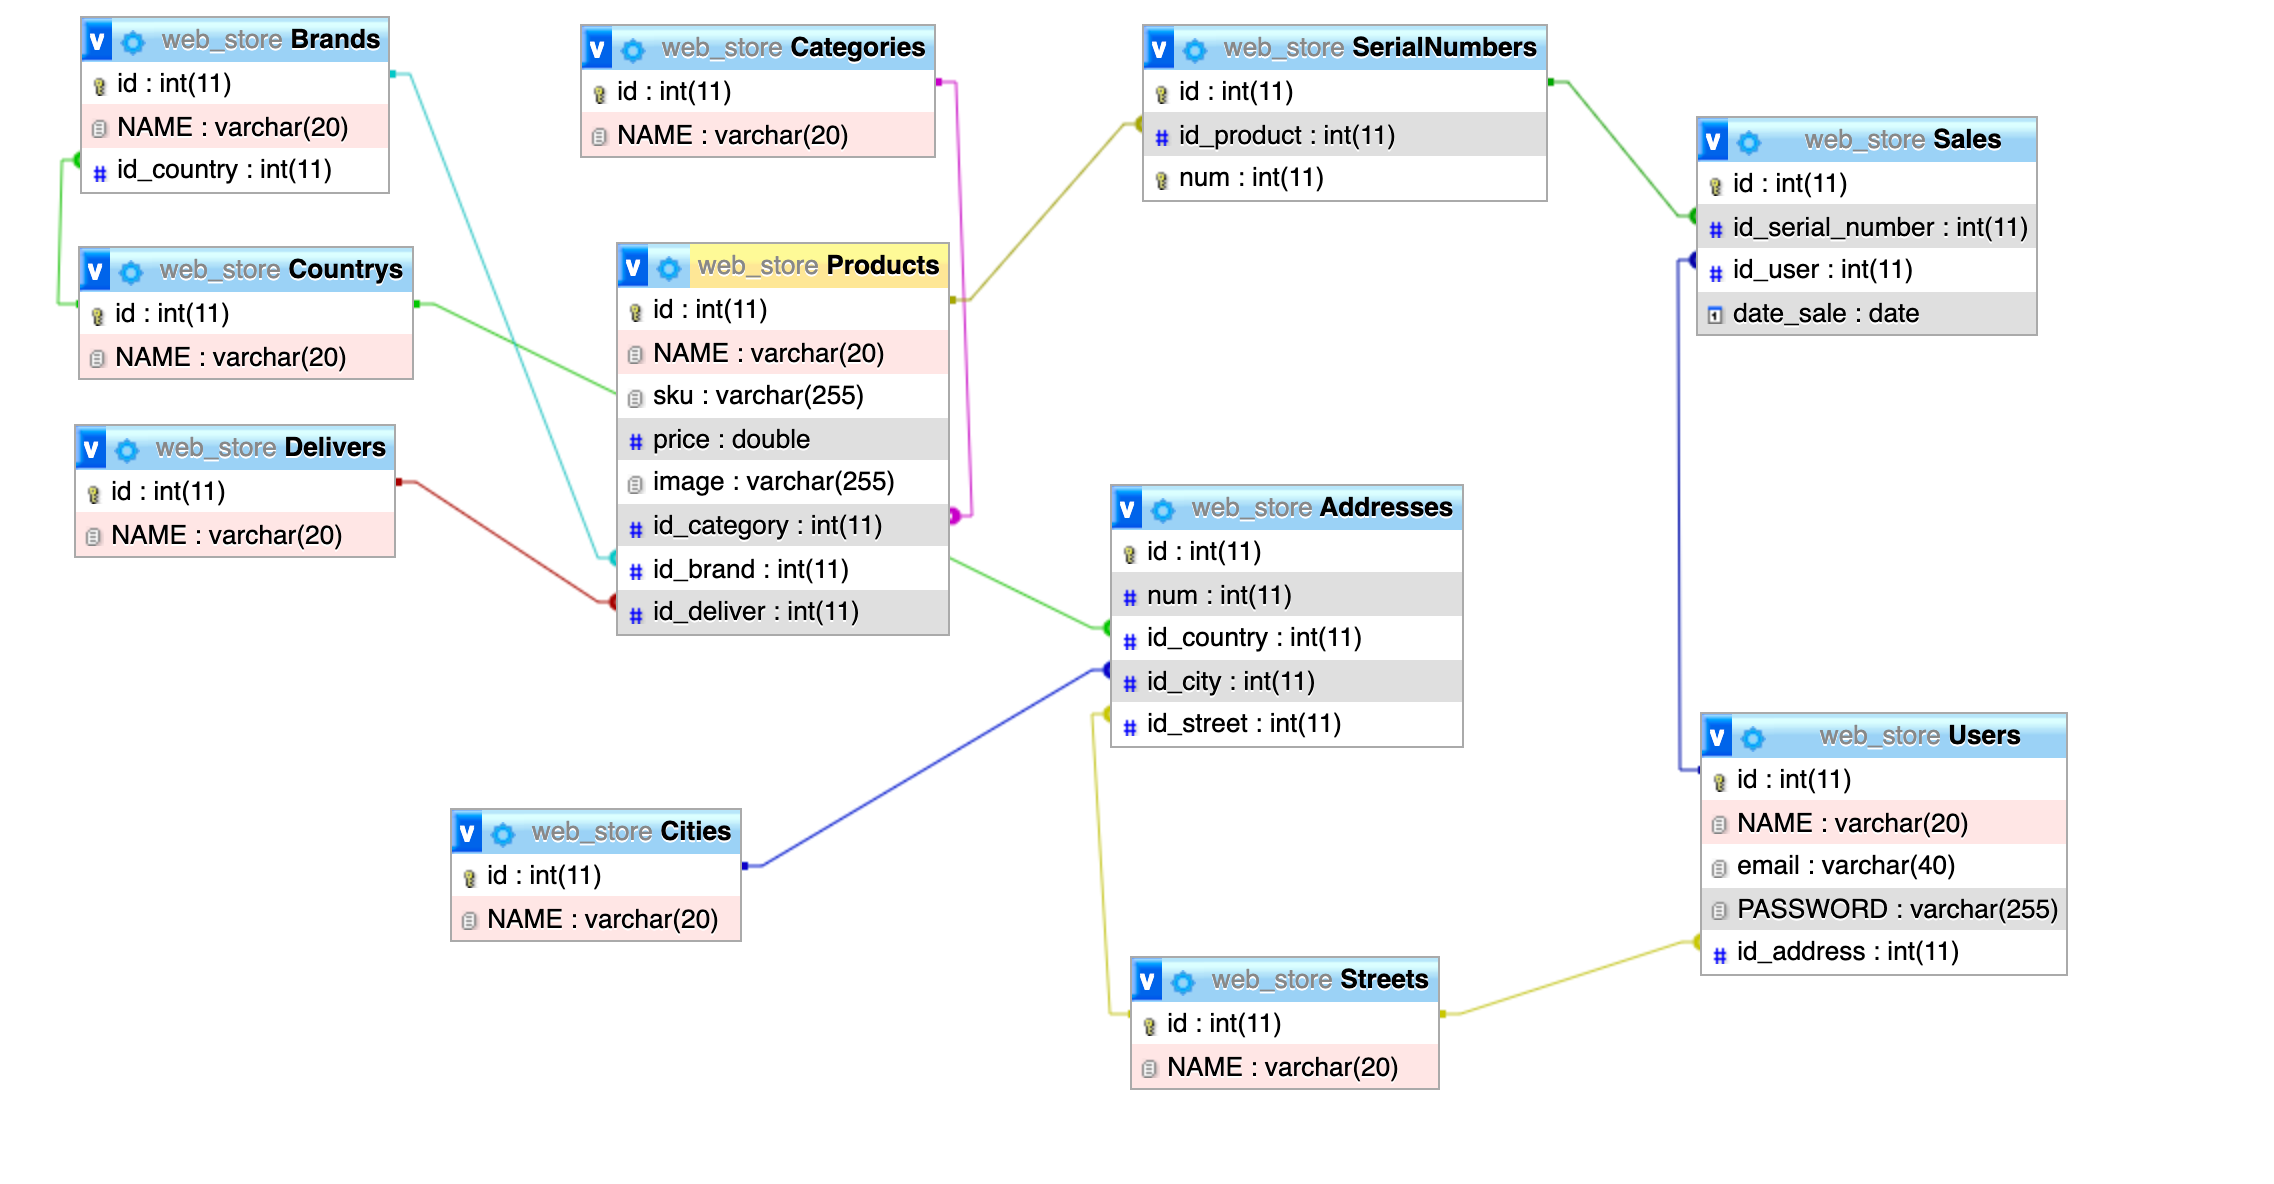 v web_store Brands
id : int(11)
NAME : varchar(20)
# id_country : int(11)
v web_store Categories
id : int(11)
NAME : varchar(20)
v web_store SerialNumbers
id : int(11)
# id_product : int(11)
num : int(11)
v web_store Sales
id : int(11)
# id_serial_number : int(11)
# id_user : int(11)
1 date_sale : date
v web_store Countrys
id : int(11)
NAME : varchar(20)
v web_store Products
id : int(11)
NAME : varchar(20)
sku : varchar(255)
# price : double
image : varchar(255)
# id_category : int(11)
# id_brand : int(11)
# id_deliver : int(11)
v web_store Delivers
id : int(11)
NAME : varchar(20)
v web_store Addresses
id : int(11)
# num : int(11)
# id_country : int(11)
# id_city : int(11)
# id_street : int(11)
v web_store Users
id : int(11)
NAME : varchar(20)
email : varchar(40)
PASSWORD : varchar(255)
# id_address : int(11)
v web_store Cities
id : int(11)
NAME : varchar(20)
v web_store Streets
id : int(11)
NAME : varchar(20)